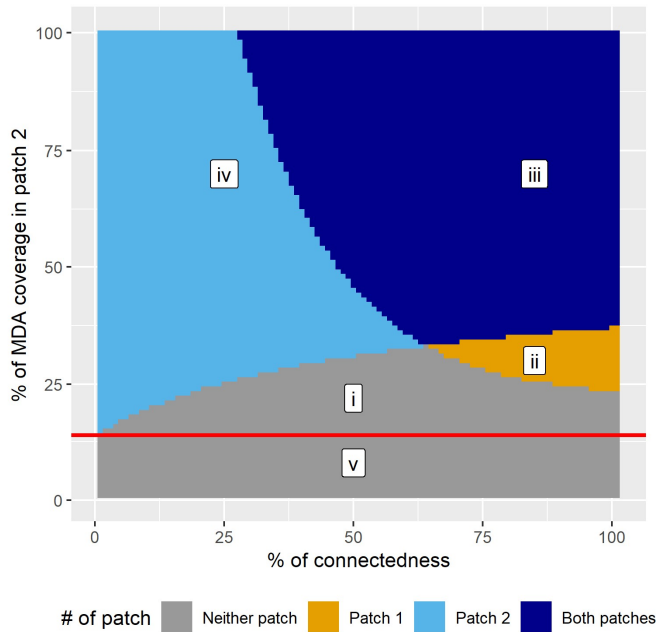 % of MDA coverage in patch 2
100
75
50
25
0
iv
iii
ii
i
v
0 25 50 75 100
% of connectedness
# of patch Neither patch Patch 1 Patch 2 Both patches